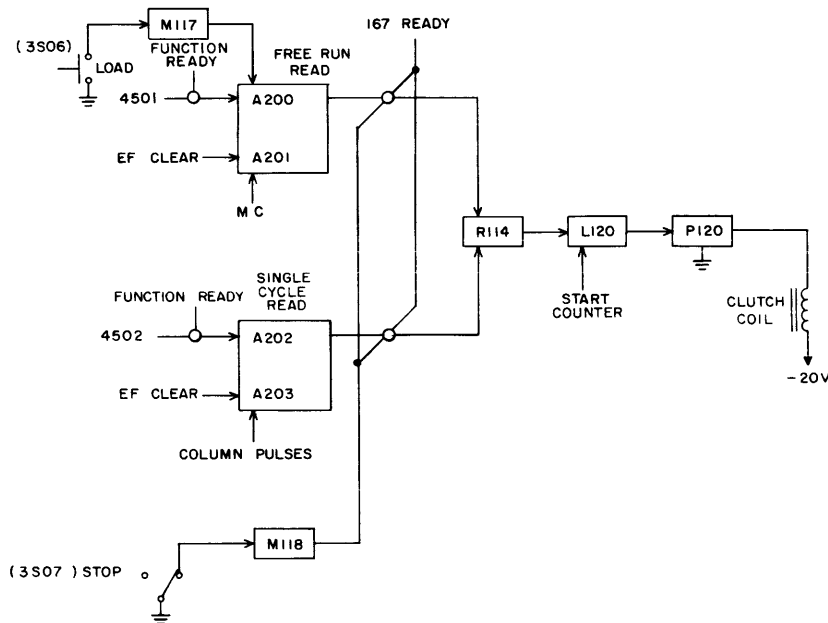 M117
167 READY
(3S06)
LOAD
FUNCTION
READY
FREE RUN
READ
4501
A200
EF CLEAR
A201
MC
R114
L120
P120
START
COUNTER
CLUTCH
COIL
-20V
FUNCTION READY
SINGLE
CYCLE
READ
4502
A202
EF CLEAR
A203
COLUMN PULSES
M118
(3S07) STOP